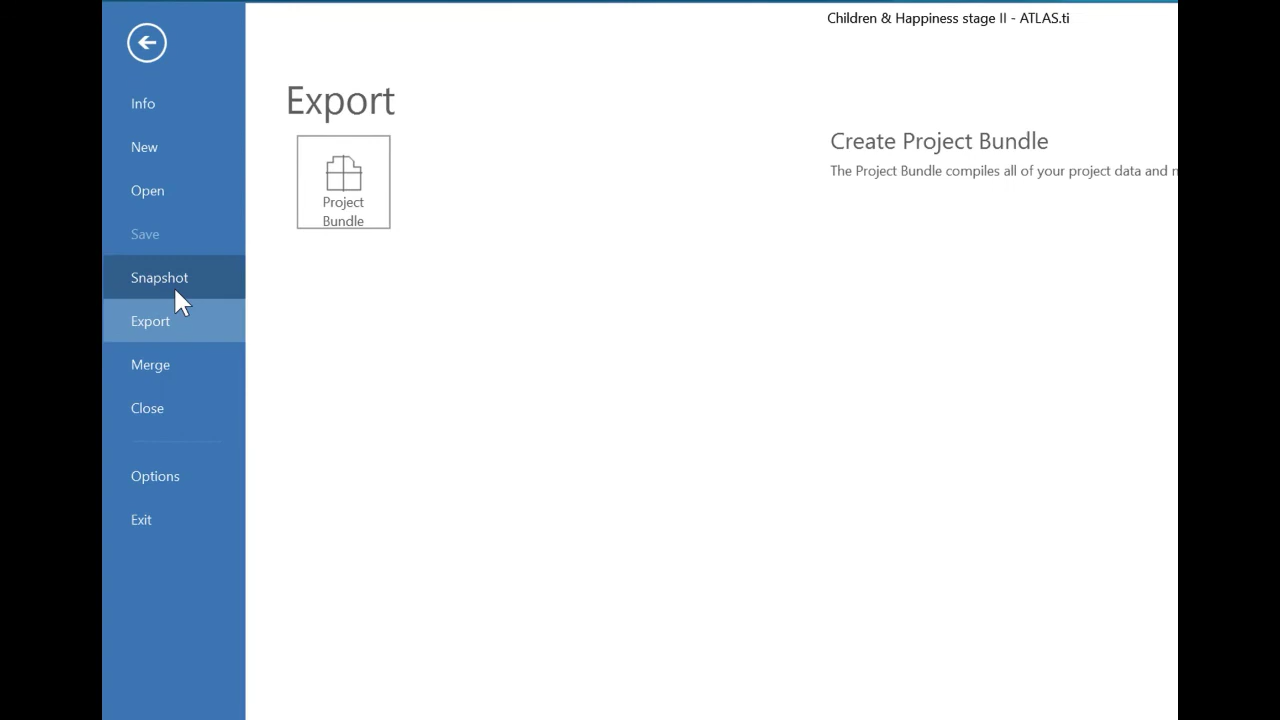 Children & Happiness stage II - ATLAS.ti
Info
New
Open
Save
Snapshot
Export
Merge
Close
Options
Exit
Export
Project
Bundle
Create Project Bundle
The Project Bundle compiles all of your project data and